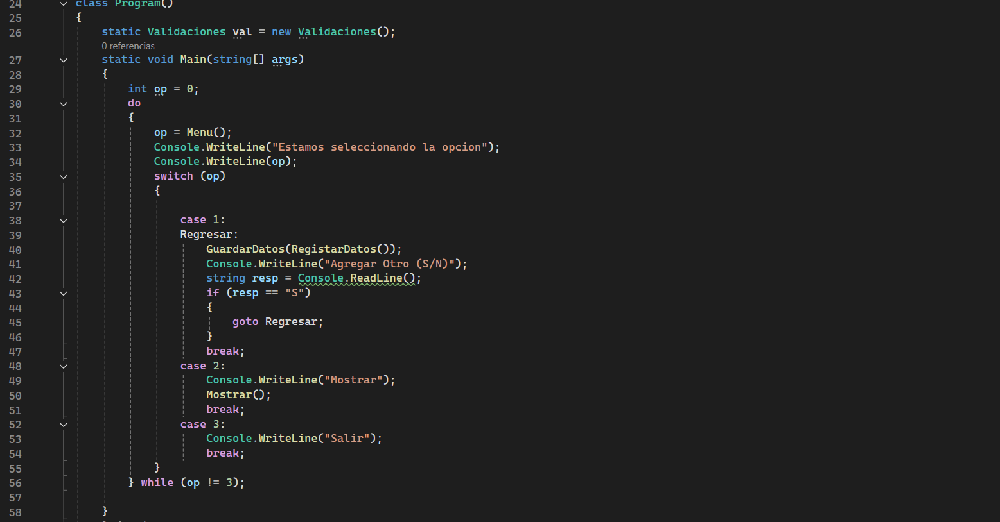 24 class Program()
25 {
26 static Validaciones val = new Validaciones();
0 referencias
27 static void Main(string[] args)
28 {
29 int op = 0;
30 do
31 {
32 op = Menu();
33 Console.WriteLine("Estamos seleccionando la opcion");
34 Console.WriteLine(op);
35 switch (op)
36 {
37
38 case 1:
39 Regresar:
40 GuardarDatos(RegistarDatos());
41 Console.WriteLine("Agregar Otro (S/N)");
42 string resp = Console.ReadLine();
43 if (resp == "S")
44 {
45 goto Regresar;
46 }
47 break;
48 case 2:
49 Console.WriteLine("Mostrar");
50 Mostrar();
51 break;
52 case 3:
53 Console.WriteLine("Salir");
54 break;
55 }
56 } while (op != 3);
57
58 }